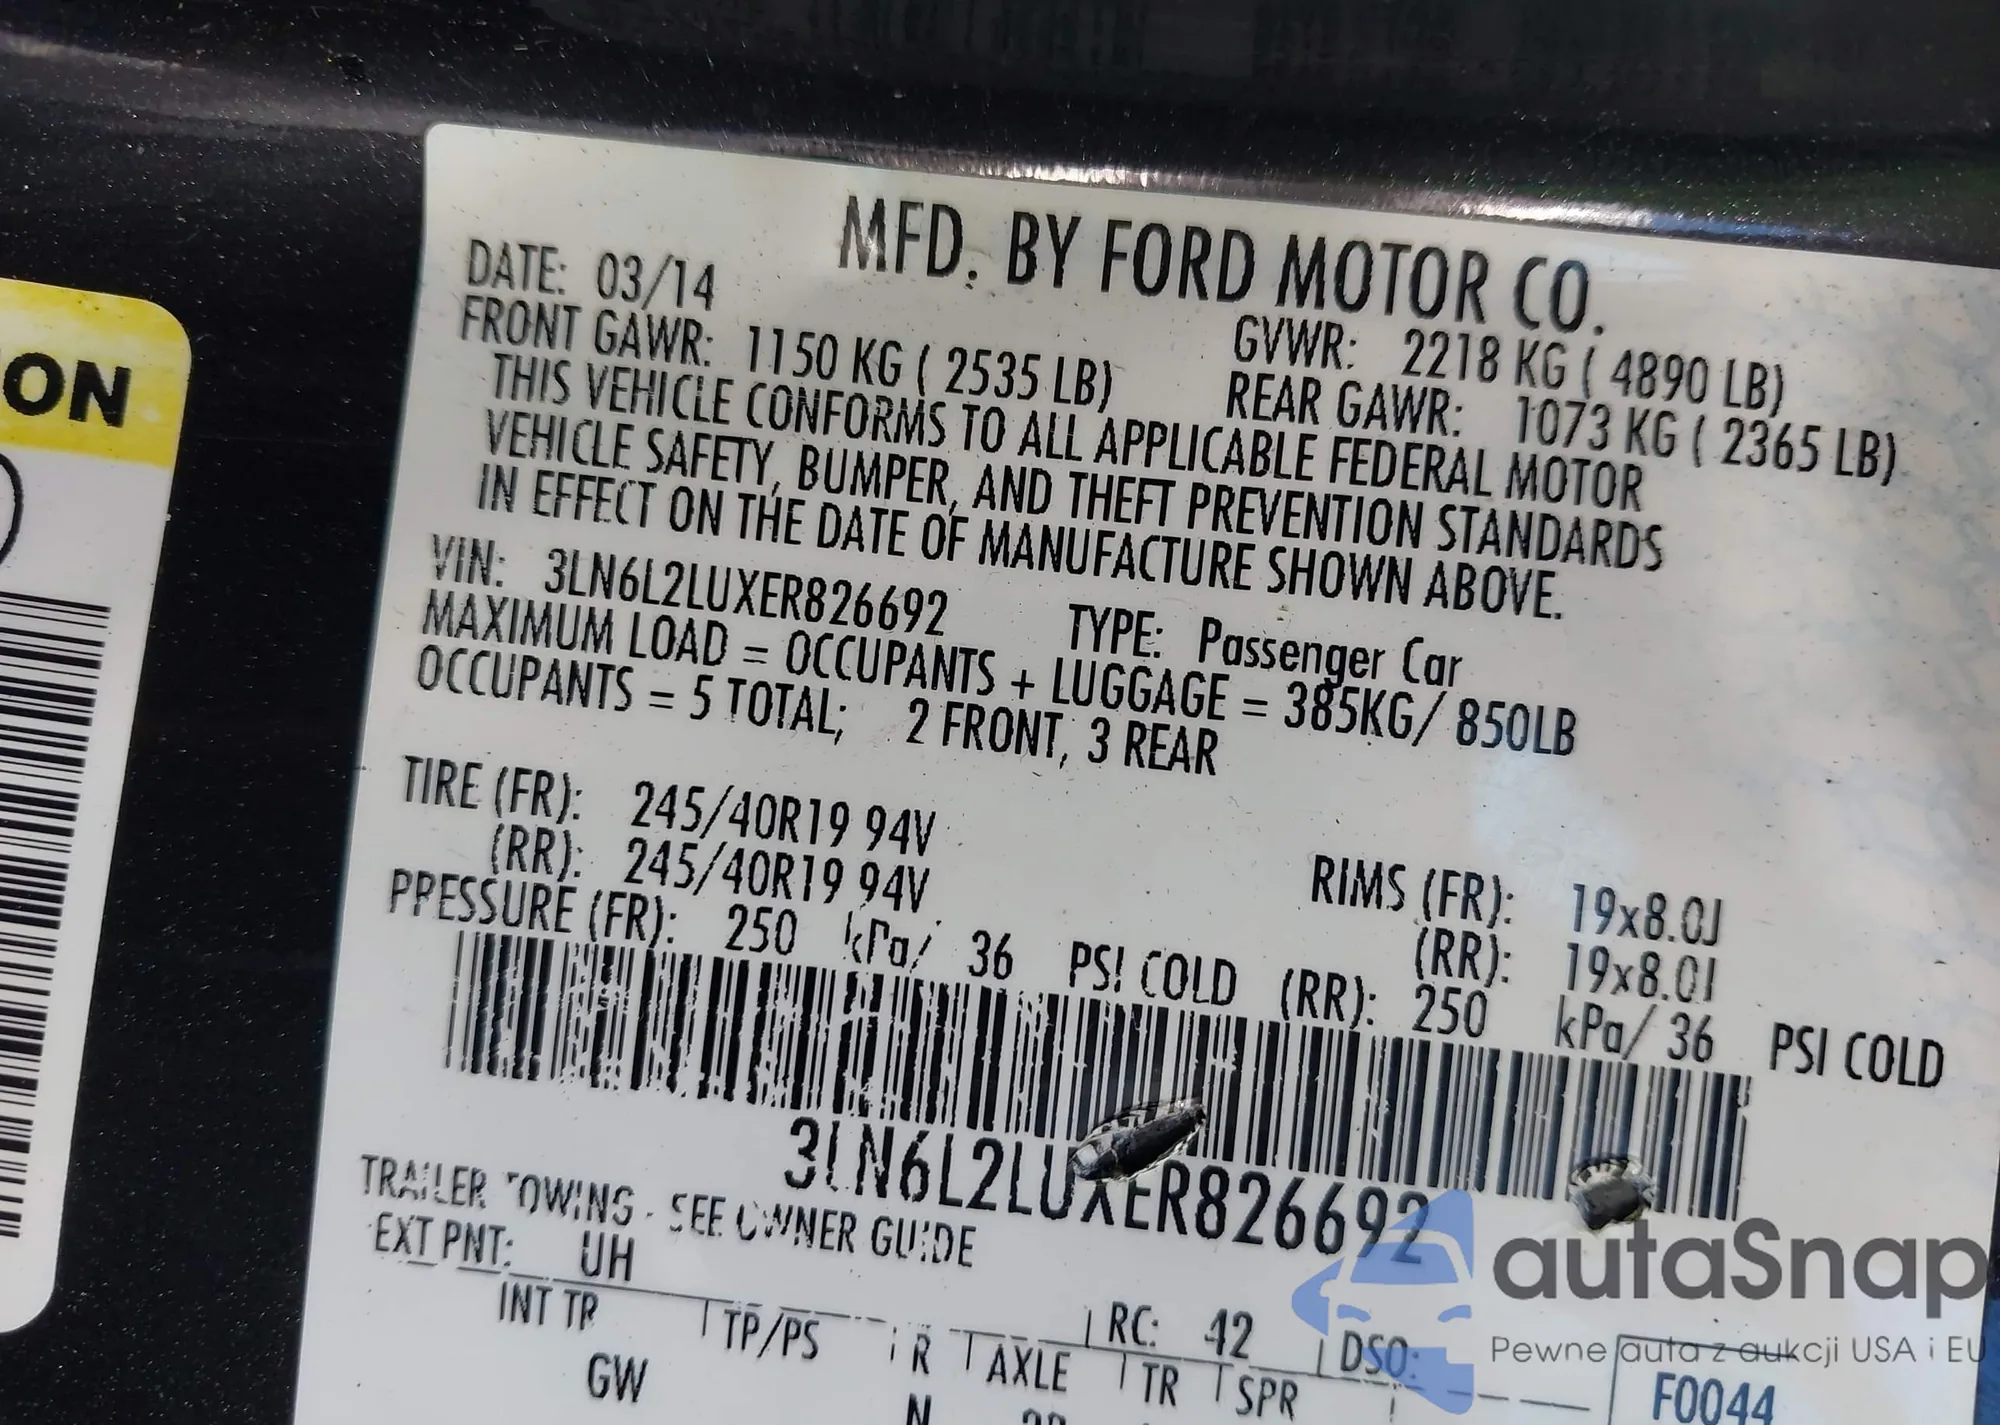 ON
MFD. BY FORD MOTOR CO.
DATE: 03/14
GVWR: 2218 KG ( 4890 LB)
FRONT GAWR: 1150 KG ( 2535 LB)
REAR GAWR: 1073 KG ( 2365 LB)
THIS VEHICLE CONFORMS TO ALL APPLICABLE FEDERAL MOTOR
VEHICLE SAFETY, BUMPER, AND THEFT PREVENTION STANDARDS
IN EFFECT ON THE DATE OF MANUFACTURE SHOWN ABOVE.
VIN: 3LN6L2LUXER826692
TYPE: Passenger Car
MAXIMUM LOAD = OCCUPANTS + LUGGAGE = 385KG/ 850LB
OCCUPANTS = 5 TOTAL; 2 FRONT, 3 REAR
TIRE (FR): 245/40R19 94V
RIMS (FR): 19x8.0J
(RR): 245/40R19 94V
(RR): 19x8.0J
PRESSURE (FR): 250 kPa/ 36 PSI COLD (RR): 250 kPa/ 36 PSI COLD
3LN6L2LUXER826692
TRAILER TOWING - SEE OWNER GUIDE
EXT PNT: UH
RC: 42 DSO:
INT TR TP/PS R AXLE TR SPR
F0044
GW
N
autaSnap
Pewne auta z aukcji USA i EU